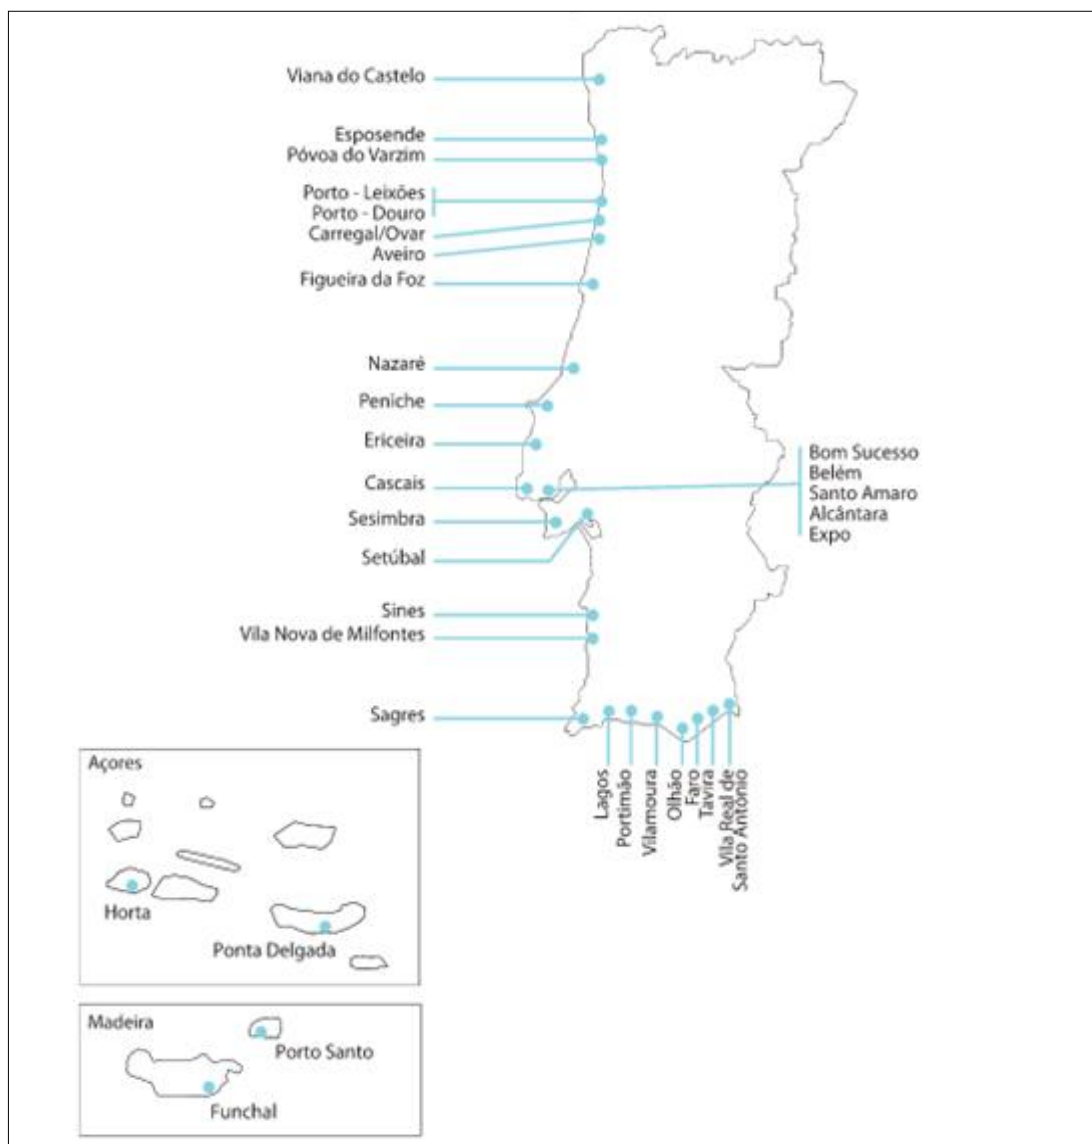 Viana do Castelo
Esposende
Póvoa do Varzim
Porto - Leixões
Porto - Douro
Carregal/Ovar
Aveiro
Figueira da Foz
Nazaré
Peniche
Ericeira
Cascais
Sesimbra
Setúbal
Sines
Vila Nova de Milfontes
Sagres
Bom Sucesso
Belém
Santo Amaro
Alcântara
Expo
Lagos
Portimão
Vilamoura
Olhão
Faro
Tavira
Vila Real de
Santo António
Açores
Horta
Ponta Delgada
Madeira
Porto Santo
Funchal